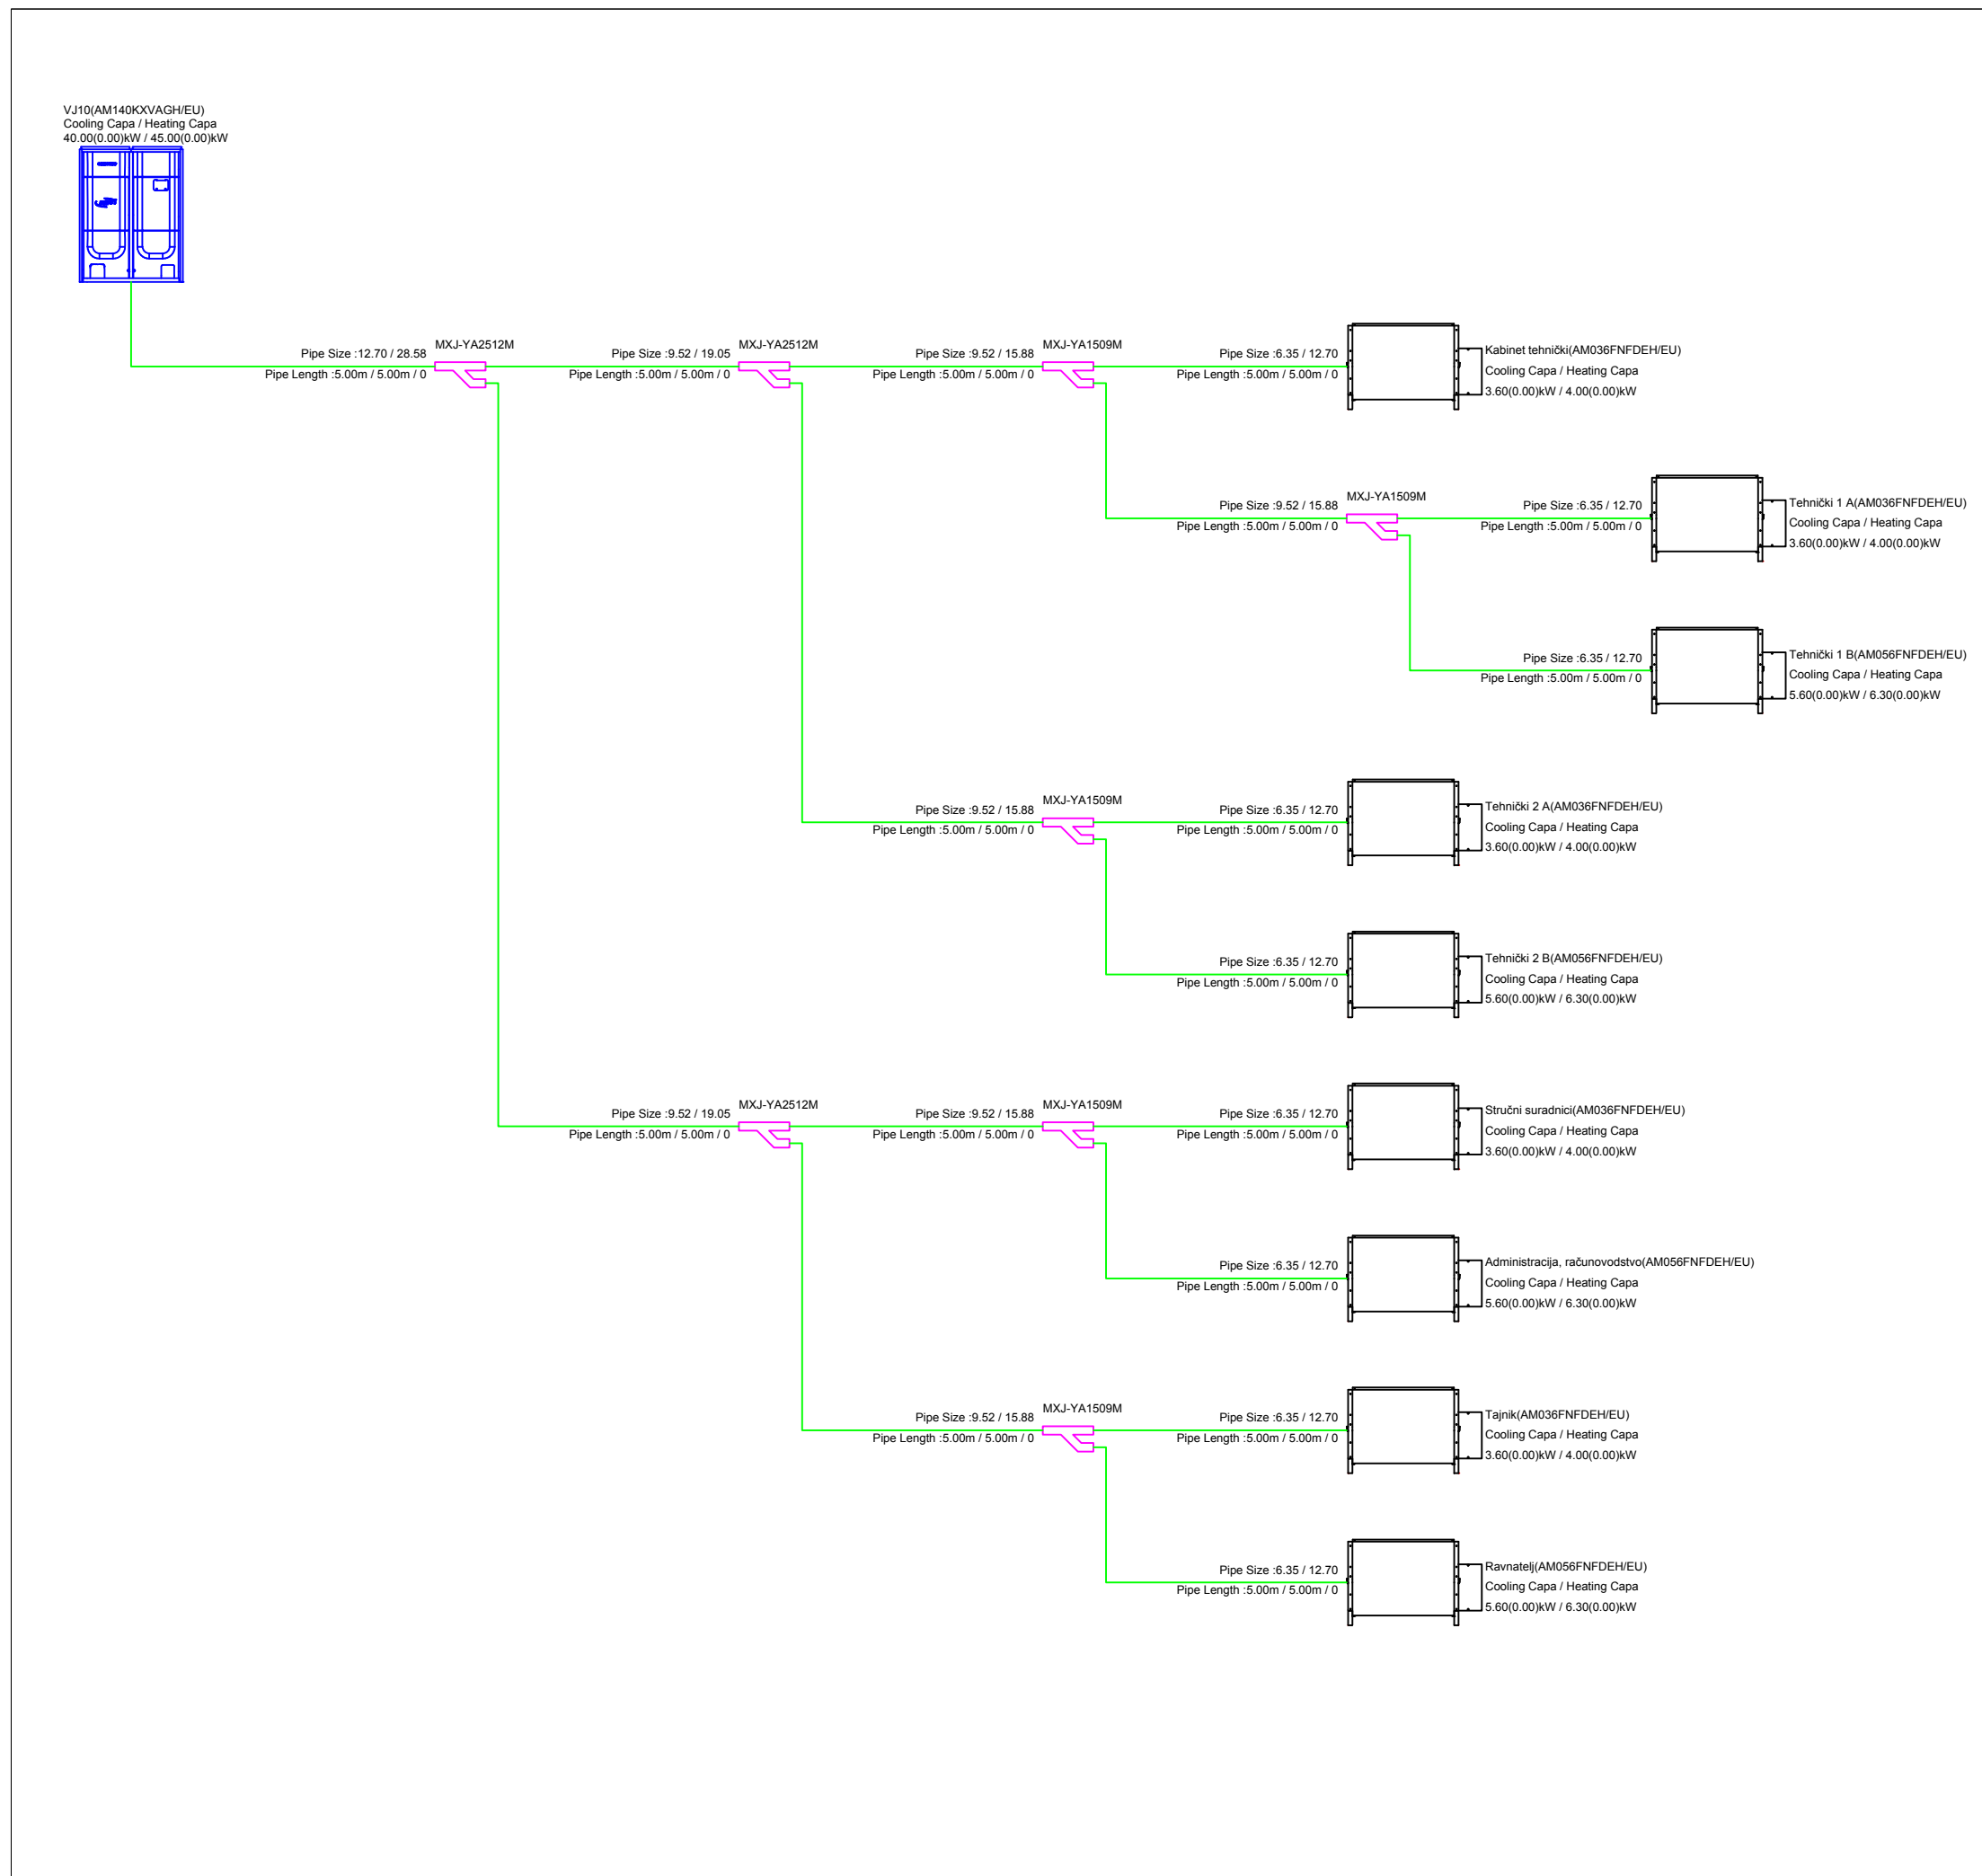 VJ10(AM140KXVAGH/EU)
Cooling Capa / Heating Capa
40.00(0.00)kW / 45.00(0.00)kW
Pipe Size :12.70 / 28.58
Pipe Length :5.00m / 5.00m / 0
MXJ-YA2512M
Pipe Size :9.52 / 19.05
Pipe Length :5.00m / 5.00m / 0
MXJ-YA2512M
Pipe Size :9.52 / 15.88
Pipe Length :5.00m / 5.00m / 0
MXJ-YA1509M
Pipe Size :6.35 / 12.70
Pipe Length :5.00m / 5.00m / 0
Kabinet tehnički(AM036FNFDEH/EU)
Cooling Capa / Heating Capa
3.60(0.00)kW / 4.00(0.00)kW
Pipe Size :9.52 / 15.88
Pipe Length :5.00m / 5.00m / 0
MXJ-YA1509M
Pipe Size :6.35 / 12.70
Pipe Length :5.00m / 5.00m / 0
Tehnički 1 A(AM036FNFDEH/EU)
Cooling Capa / Heating Capa
3.60(0.00)kW / 4.00(0.00)kW
Pipe Size :6.35 / 12.70
Pipe Length :5.00m / 5.00m / 0
Tehnički 1 B(AM056FNFDEH/EU)
Cooling Capa / Heating Capa
5.60(0.00)kW / 6.30(0.00)kW
Pipe Size :9.52 / 15.88
Pipe Length :5.00m / 5.00m / 0
MXJ-YA1509M
Pipe Size :6.35 / 12.70
Pipe Length :5.00m / 5.00m / 0
Tehnički 2 A(AM036FNFDEH/EU)
Cooling Capa / Heating Capa
3.60(0.00)kW / 4.00(0.00)kW
Pipe Size :6.35 / 12.70
Pipe Length :5.00m / 5.00m / 0
Tehnički 2 B(AM056FNFDEH/EU)
Cooling Capa / Heating Capa
5.60(0.00)kW / 6.30(0.00)kW
Pipe Size :9.52 / 19.05
Pipe Length :5.00m / 5.00m / 0
MXJ-YA2512M
Pipe Size :9.52 / 15.88
Pipe Length :5.00m / 5.00m / 0
MXJ-YA1509M
Pipe Size :6.35 / 12.70
Pipe Length :5.00m / 5.00m / 0
Stručni suradnici(AM036FNFDEH/EU)
Cooling Capa / Heating Capa
3.60(0.00)kW / 4.00(0.00)kW
Pipe Size :6.35 / 12.70
Pipe Length :5.00m / 5.00m / 0
Administracija, računovodstvo(AM056FNFDEH/EU)
Cooling Capa / Heating Capa
5.60(0.00)kW / 6.30(0.00)kW
Pipe Size :9.52 / 15.88
Pipe Length :5.00m / 5.00m / 0
MXJ-YA1509M
Pipe Size :6.35 / 12.70
Pipe Length :5.00m / 5.00m / 0
Tajnik(AM036FNFDEH/EU)
Cooling Capa / Heating Capa
3.60(0.00)kW / 4.00(0.00)kW
Pipe Size :6.35 / 12.70
Pipe Length :5.00m / 5.00m / 0
Ravnatelj(AM056FNFDEH/EU)
Cooling Capa / Heating Capa
5.60(0.00)kW / 6.30(0.00)kW